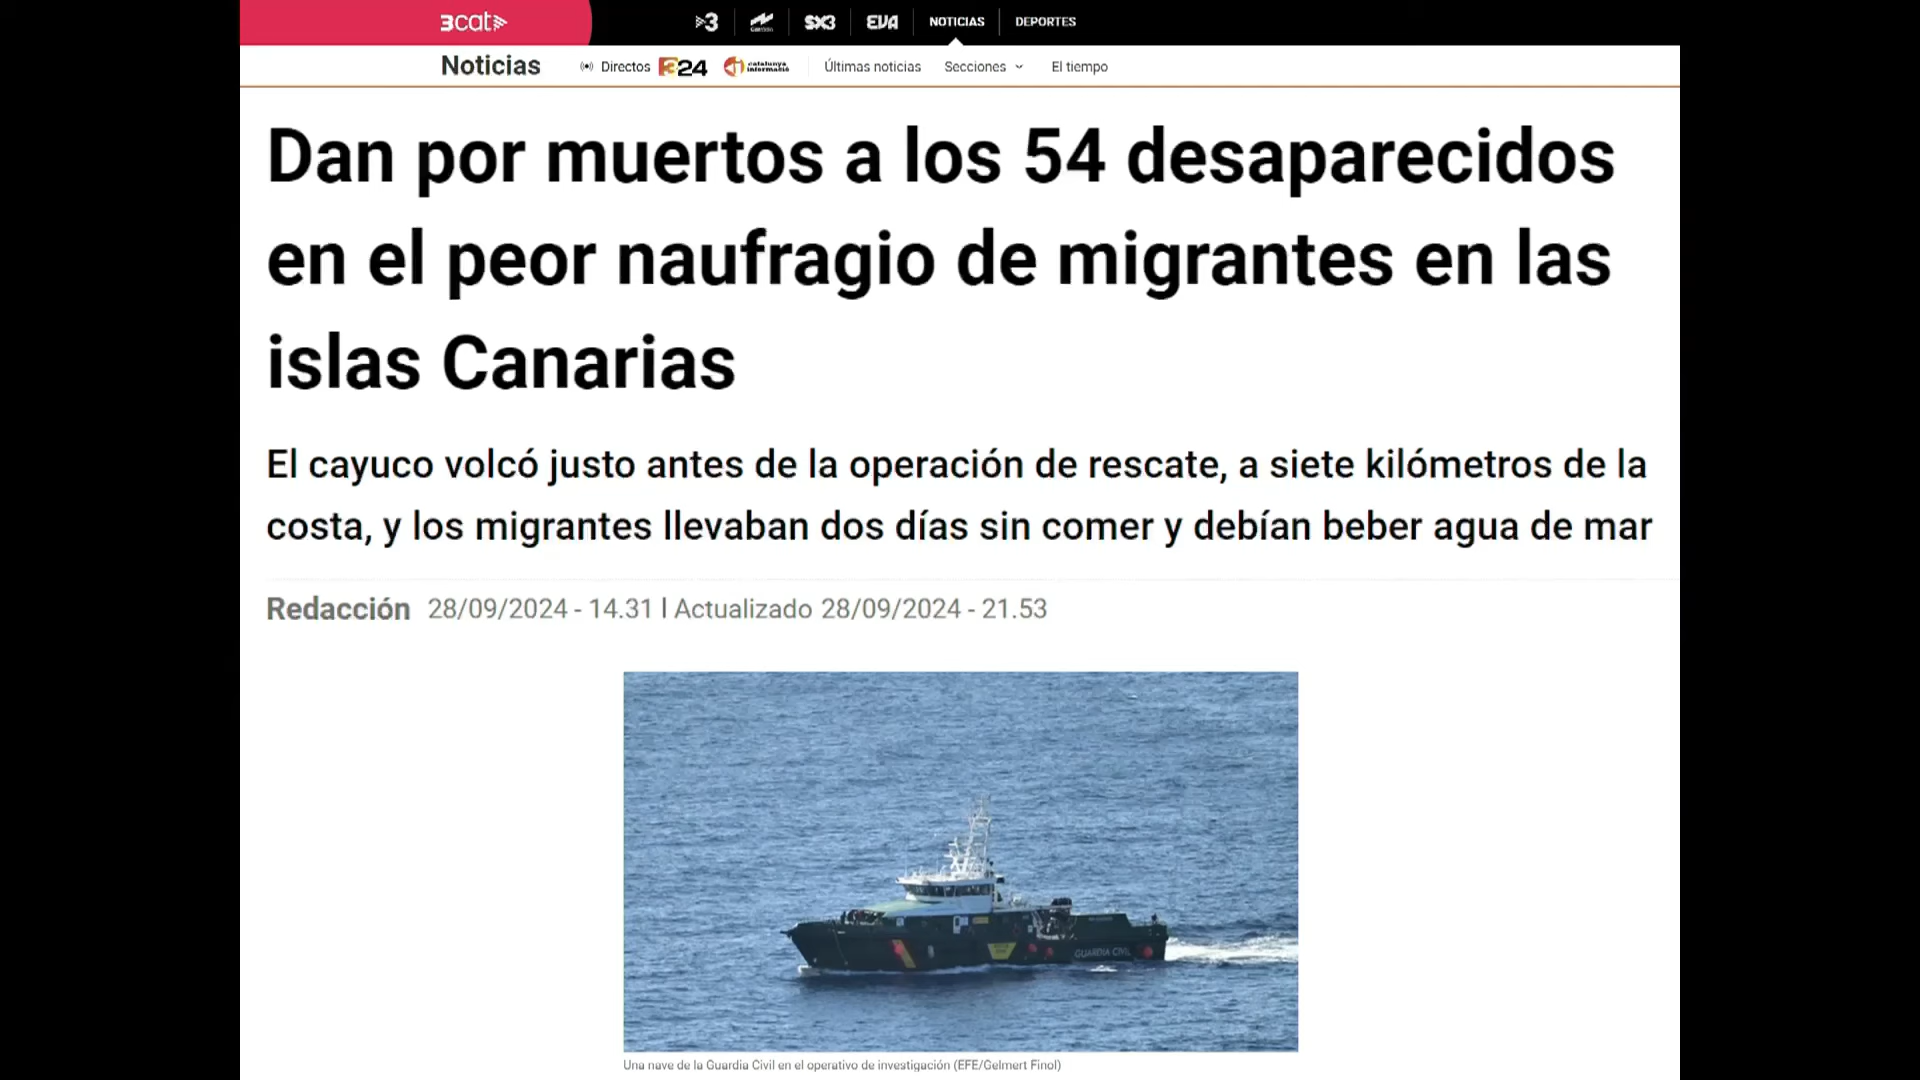 3cat
3
SX3
EVA
NOTICIAS
DEPORTES
Noticias
Directos
324
catalunya
informació
Últimas noticias
Secciones
El tiempo
Dan por muertos a los 54 desaparecidos
en el peor naufragio de migrantes en las
islas Canarias
El cayuco volcó justo antes de la operación de rescate, a siete kilómetros de la
costa, y los migrantes llevaban dos días sin comer y debían beber agua de mar
Redacción 28/09/2024 - 14.31 | Actualizado 28/09/2024 - 21.53
GUARDIA CIVIL
Una nave de la Guardia Civil en el operativo de investigación (EFE/Gelmert Finol)